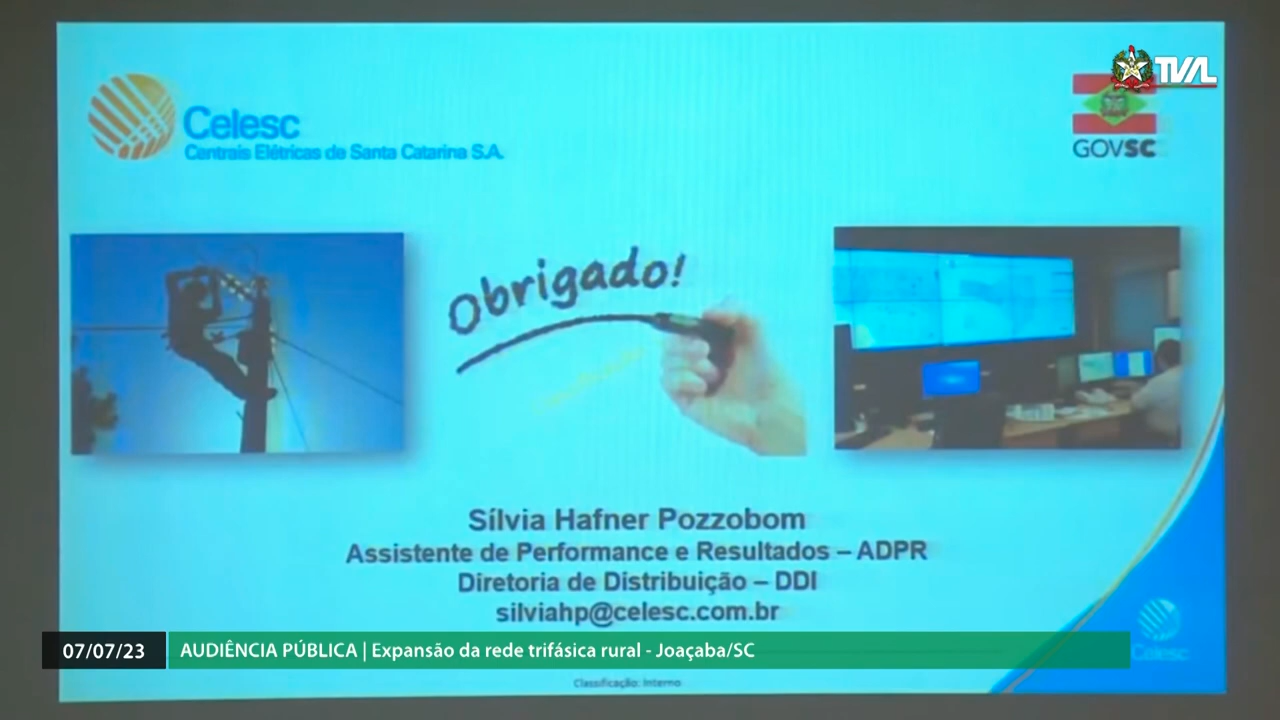 TVAL
Celesc
Centrais Elétricas de Santa Catarina S.A.
GOVSC
Obrigado!
Sílvia Hafner Pozzobom
Assistente de Performance e Resultados – ADPR
Diretoria de Distribuição – DDI
silviahp@celesc.com.br
07/07/23
AUDIÊNCIA PÚBLICA | Expansão da rede trifásica rural - Joaçaba/SC
Celesc
Classificação: Interno